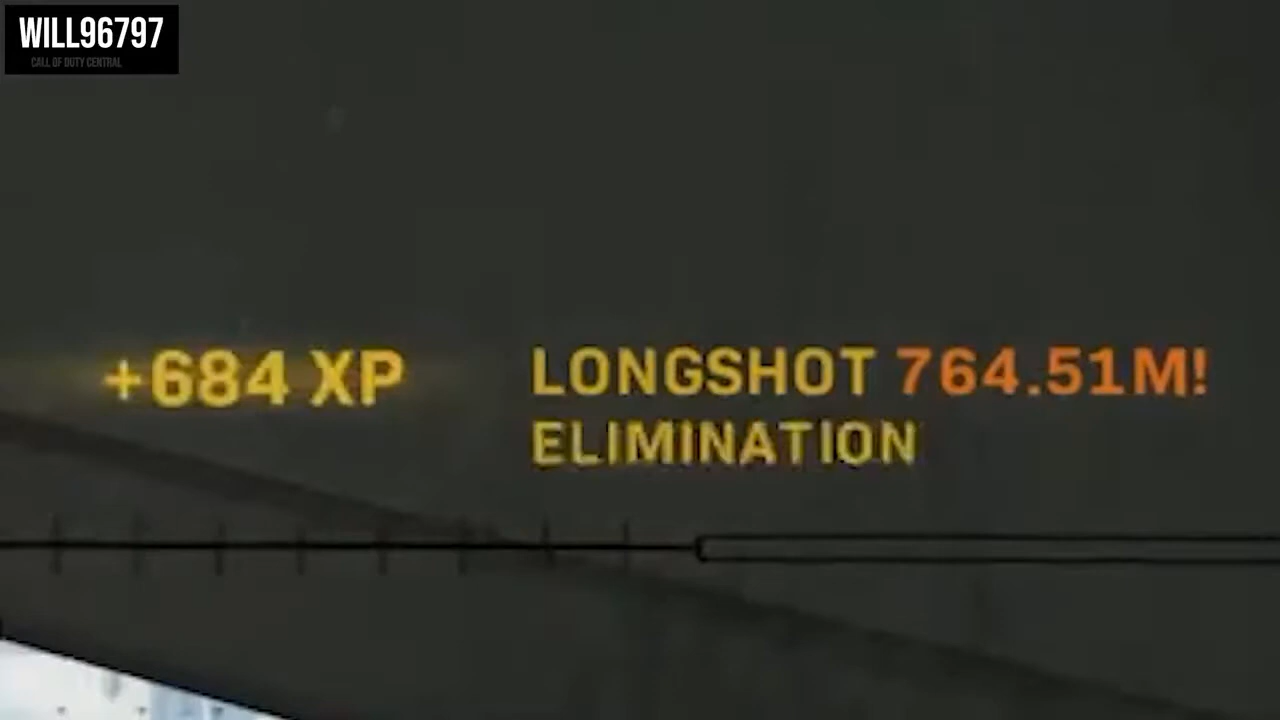 WILL96797
CALL OF DUTY CENTRAL
+684 XP
LONGSHOT 764.51M!
ELIMINATION